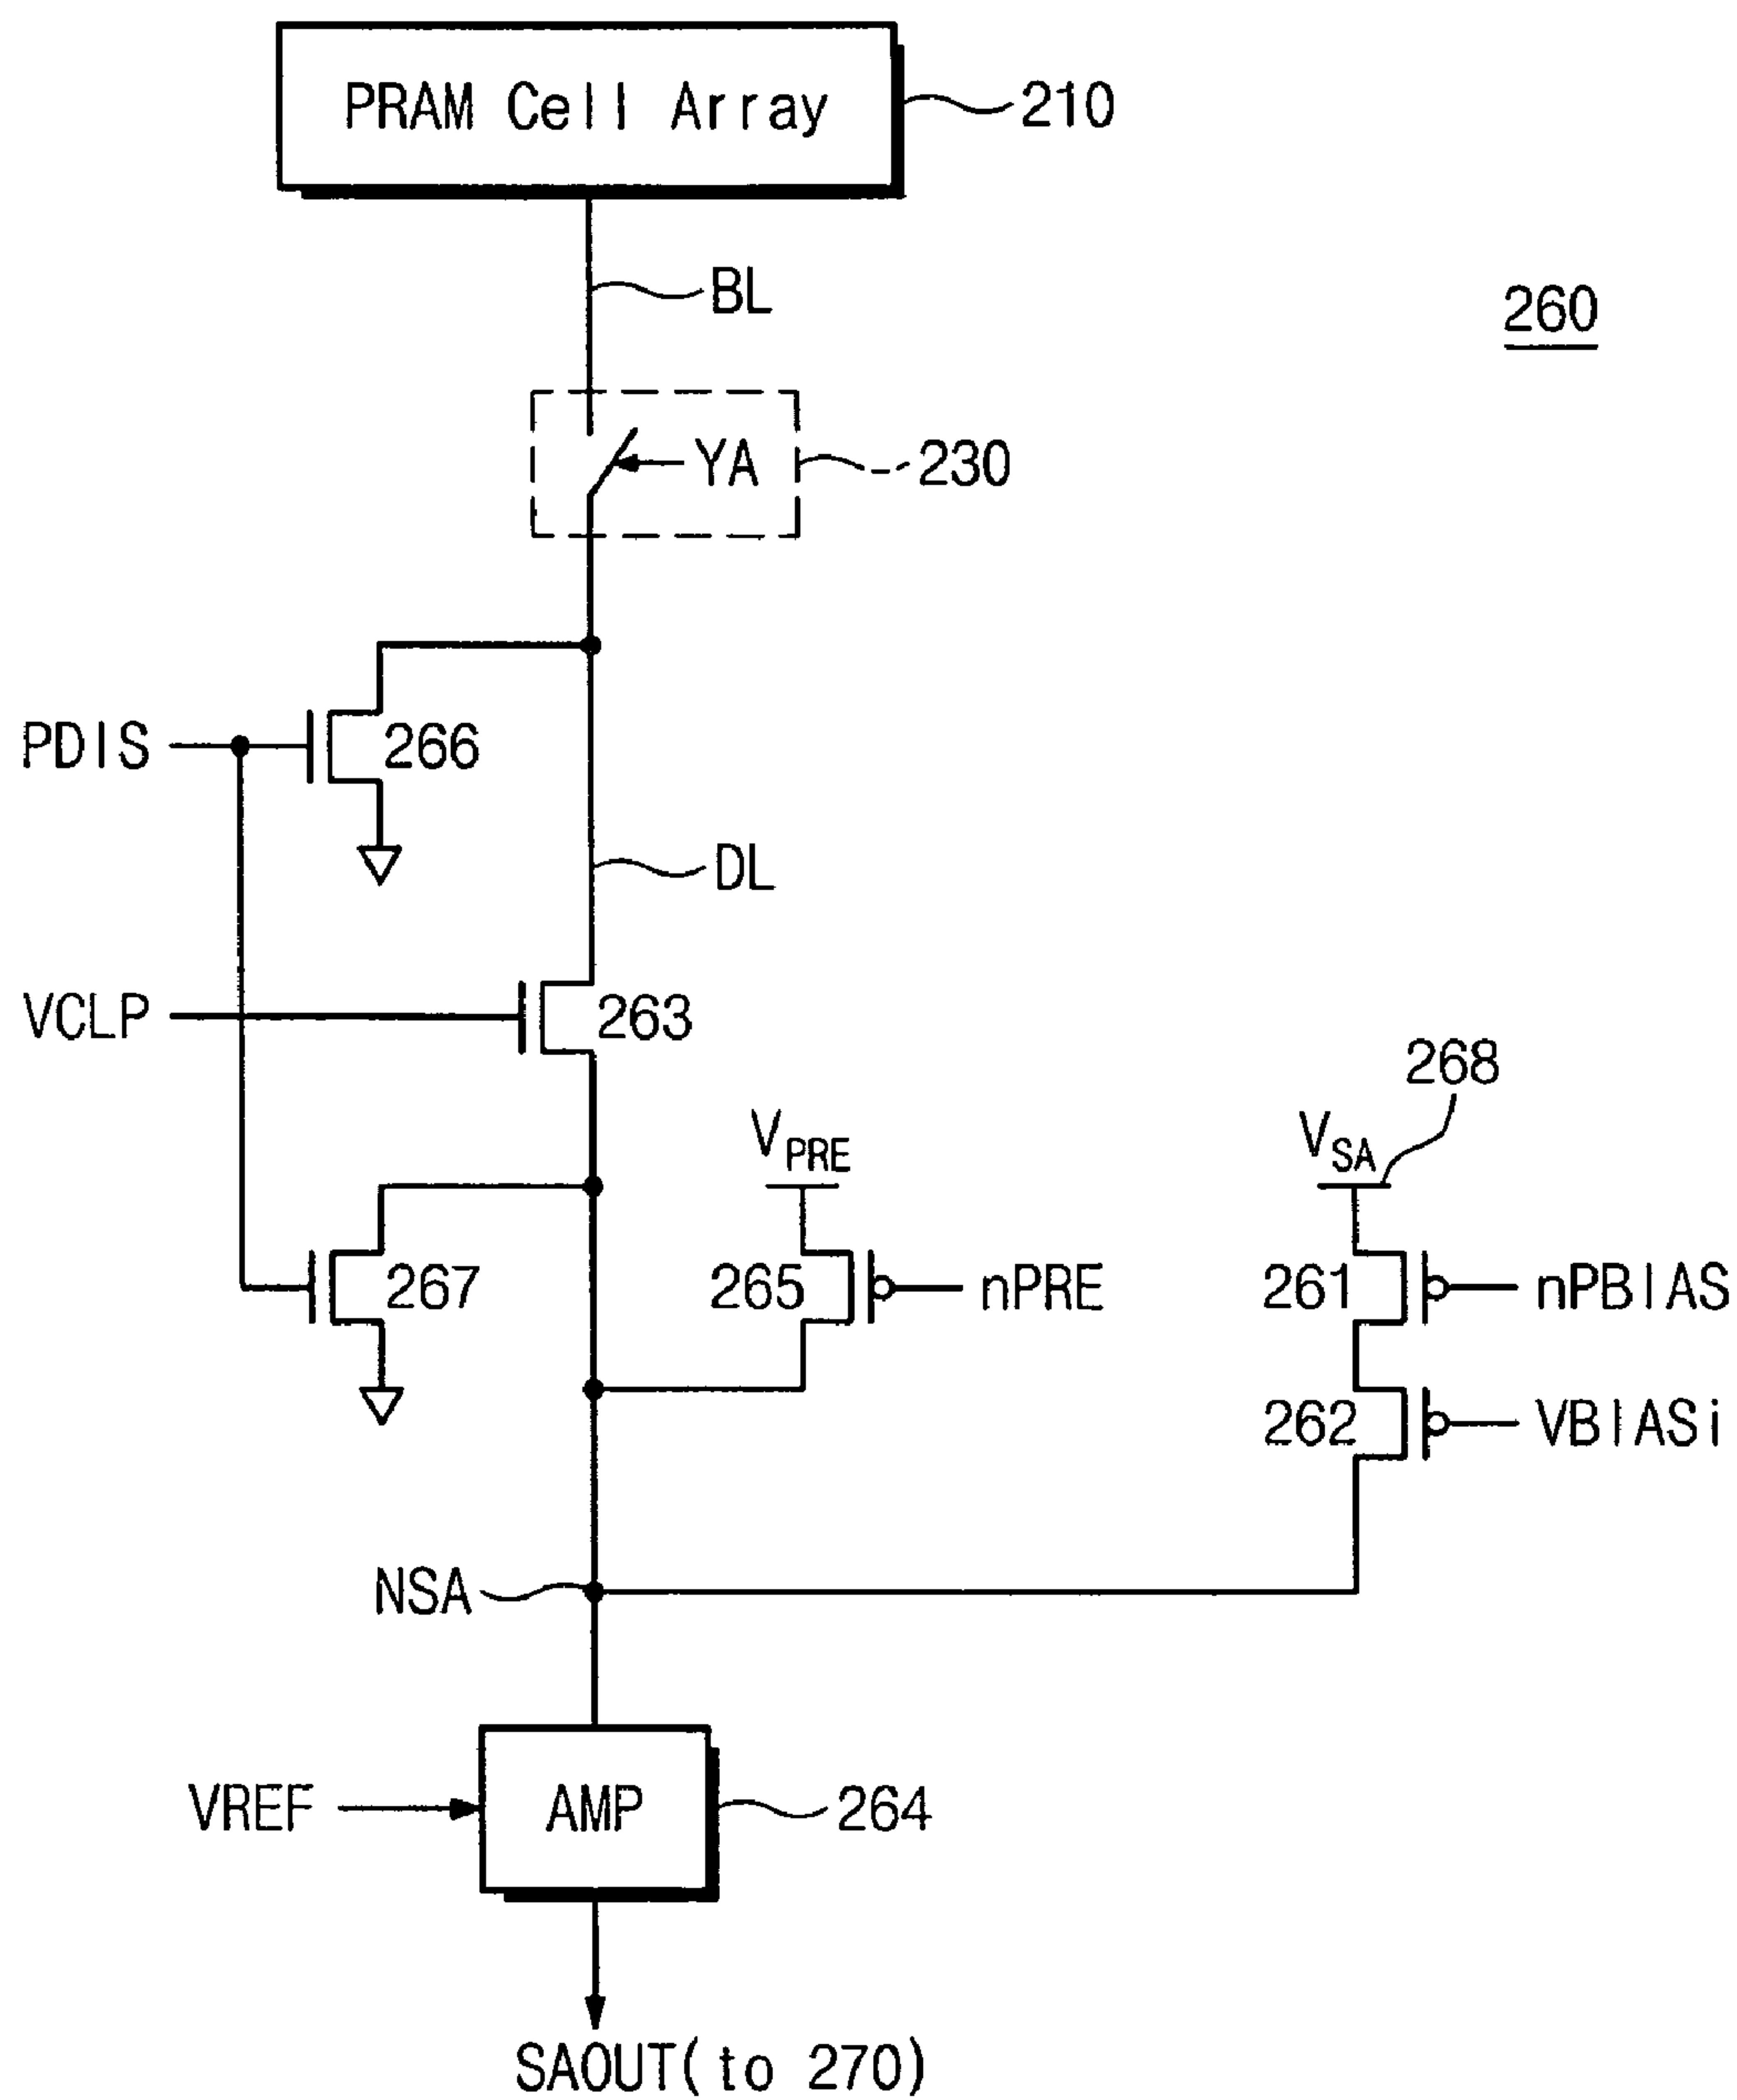 PRAM Cell Array
210
BL
260
YA
230
PDIS
266
DL
VCLP
263
268
VPRE
VSA
267
265
nPRE
261
nPBIAS
262
VBIASi
NSA
VREF
AMP
264
SAOUT(to 270)